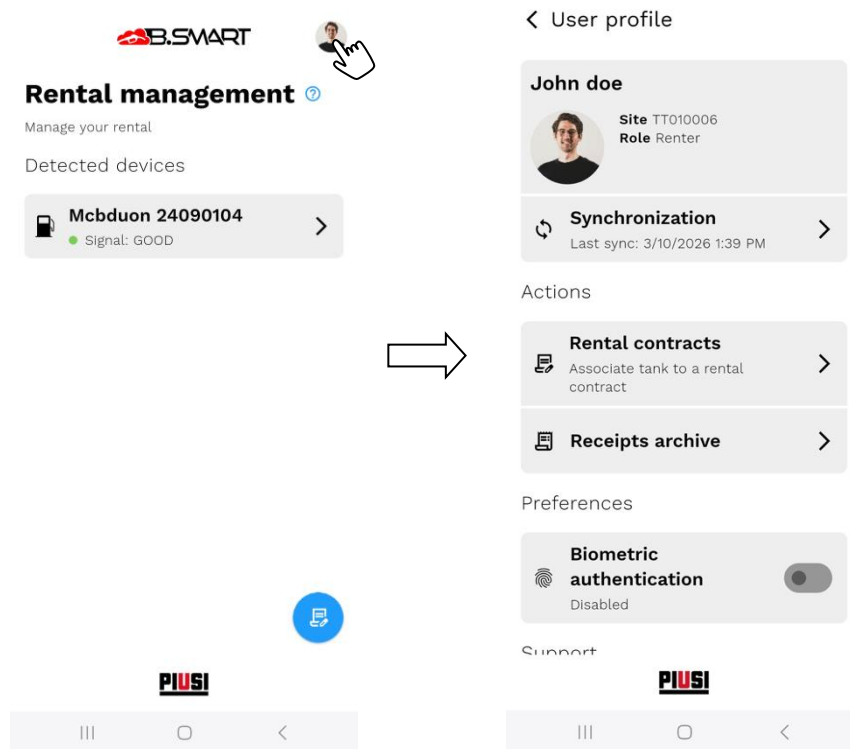 B.SMART
Rental management
Manage your rental
Detected devices
Mcbduon 24090104
Signal: GOOD
PIUSI
User profile
John doe
Site TT010006
Role Renter
Synchronization
Last sync: 3/10/2026 1:39 PM
Actions
Rental contracts
Associate tank to a rental
contract
Receipts archive
Preferences
Biometric
authentication
Disabled
Support
PIUSI